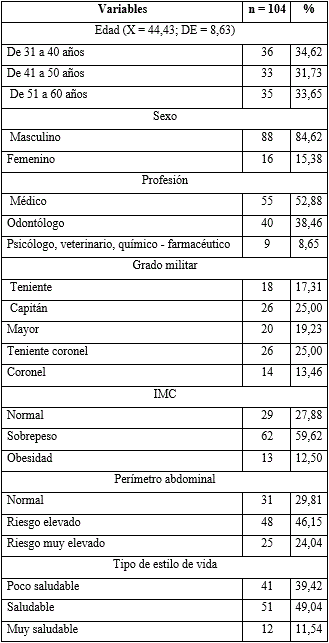 Variables n = 104 %
Edad (X = 44,43; DE = 8,63)
De 31 a 40 años 36 34,62
De 41 a 50 años 33 31,73
De 51 a 60 años 35 33,65
Sexo
Masculino 88 84,62
Femenino 16 15,38
Profesión
Médico 55 52,88
Odontólogo 40 38,46
Psicólogo, veterinario, químico - farmacéutico 9 8,65
Grado militar
Teniente 18 17,31
Capitán 26 25,00
Mayor 20 19,23
Teniente coronel 26 25,00
Coronel 14 13,46
IMC
Normal 29 27,88
Sobrepeso 62 59,62
Obesidad 13 12,50
Perímetro abdominal
Normal 31 29,81
Riesgo elevado 48 46,15
Riesgo muy elevado 25 24,04
Tipo de estilo de vida
Poco saludable 41 39,42
Saludable 51 49,04
Muy saludable 12 11,54